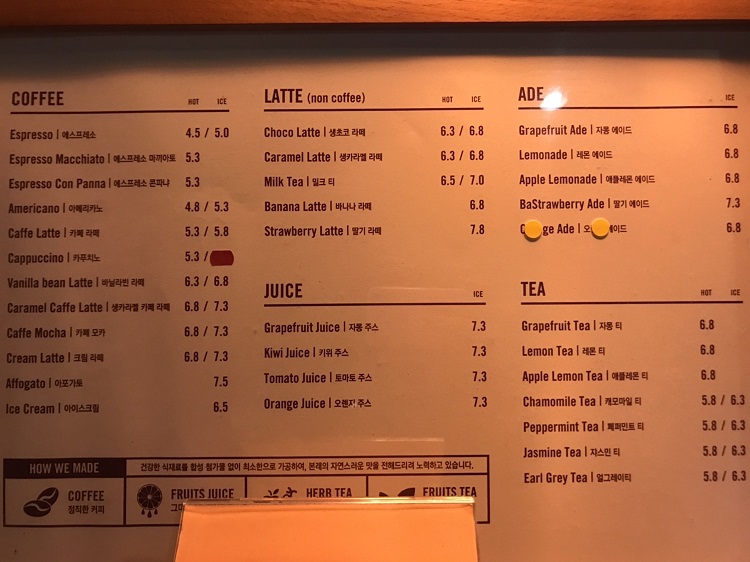 COFFEE HOT ICE
Espresso | 에스프레소 4.5 / 5.0
Espresso Macchiato | 에스프레소 마끼아토 5.3
Espresso Con Panna | 에스프레소 콘파냐 5.3
Americano | 아메리카노 4.8 / 5.3
Caffe Latte | 카페 라떼 5.3 / 5.8
Cappuccino | 카푸치노 5.3 /
Vanilla bean Latte | 바닐라빈 라떼 6.3 / 6.8
Caramel Caffe Latte | 생카라멜 카페 라떼 6.8 / 7.3
Caffe Mocha | 카페 모카 6.8 / 7.3
Cream Latte | 크림 라떼 6.8 / 7.3
Affogato | 아포가토 7.5
Ice Cream | 아이스크림 6.5
LATTE (non coffee) HOT ICE
Choco Latte | 생초코 라떼 6.3 / 6.8
Caramel Latte | 생카라멜 라떼 6.3 / 6.8
Milk Tea | 밀크 티 6.5 / 7.0
Banana Latte | 바나나 라떼 6.8
Strawberry Latte | 딸기 라떼 7.8
JUICE ICE
Grapefruit Juice | 자몽 주스 7.3
Kiwi Juice | 키위 주스 7.3
Tomato Juice | 토마토 주스 7.3
Orange Juice | 오렌지 주스 7.3
ADE ICE
Grapefruit Ade | 자몽 에이드 6.8
Lemonade | 레몬 에이드 6.8
Apple Lemonade | 애플레몬 에이드 6.8
BaStrawberry Ade | 딸기 에이드 7.3
ge Ade | 오 에이드 6.8
TEA HOT ICE
Grapefruit Tea | 자몽 티 6.8
Lemon Tea | 레몬 티 6.8
Apple Lemon Tea | 애플레몬 티 6.8
Chamomile Tea | 캐모마일 티 5.8 / 6.3
Peppermint Tea | 페퍼민트 티 5.8 / 6.3
Jasmine Tea | 자스민 티 5.8 / 6.3
Earl Grey Tea | 얼그레이티 5.8 / 6.3
HOW WE MADE 건강한 식재료를 합성 첨가물 없이 최소한으로 가공하여, 본래의 자연스러운 맛을 전해드리려 노력하고 있습니다.
COFFEE
정직한 커피
FRUITS JUICE
HERB TEA
FRUITS TEA